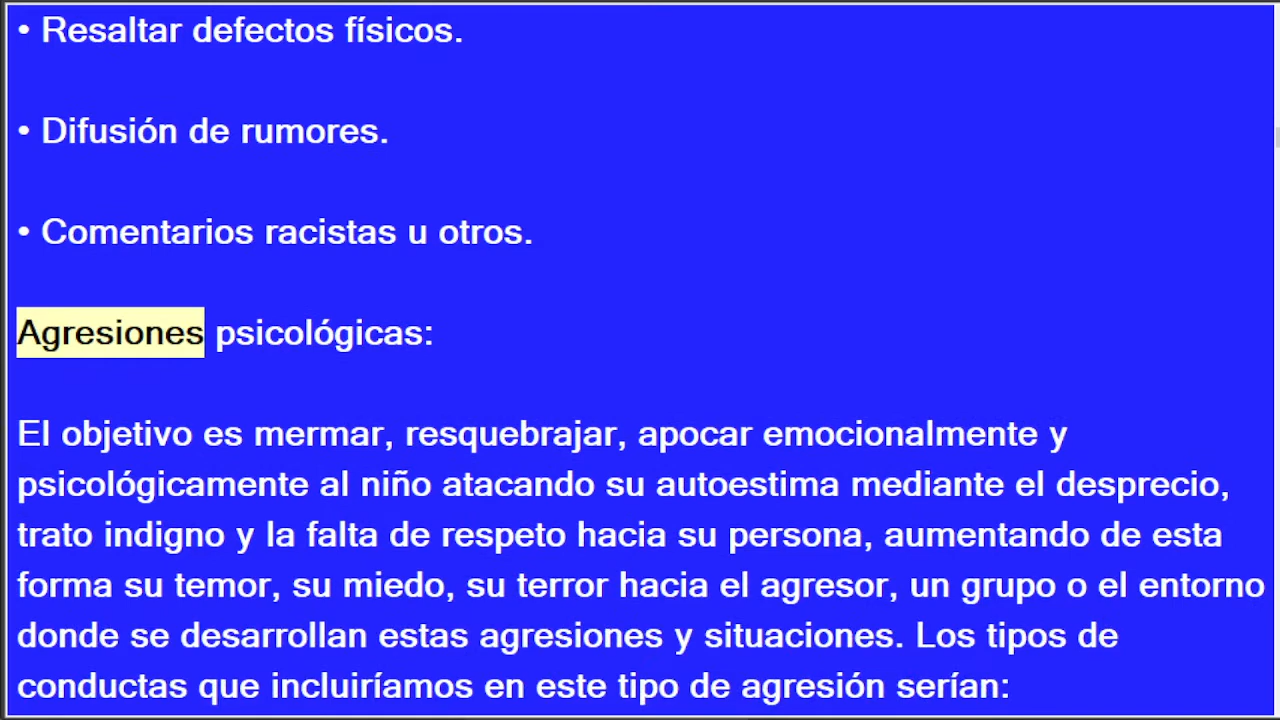 • Resaltar defectos físicos.
• Difusión de rumores.
• Comentarios racistas u otros.
Agresiones psicológicas:
El objetivo es mermar, resquebrajar, apocar emocionalmente y
psicológicamente al niño atacando su autoestima mediante el desprecio,
trato indigno y la falta de respeto hacia su persona, aumentando de esta
forma su temor, su miedo, su terror hacia el agresor, un grupo o el entorno
donde se desarrollan estas agresiones y situaciones. Los tipos de
conductas que incluiríamos en este tipo de agresión serían: